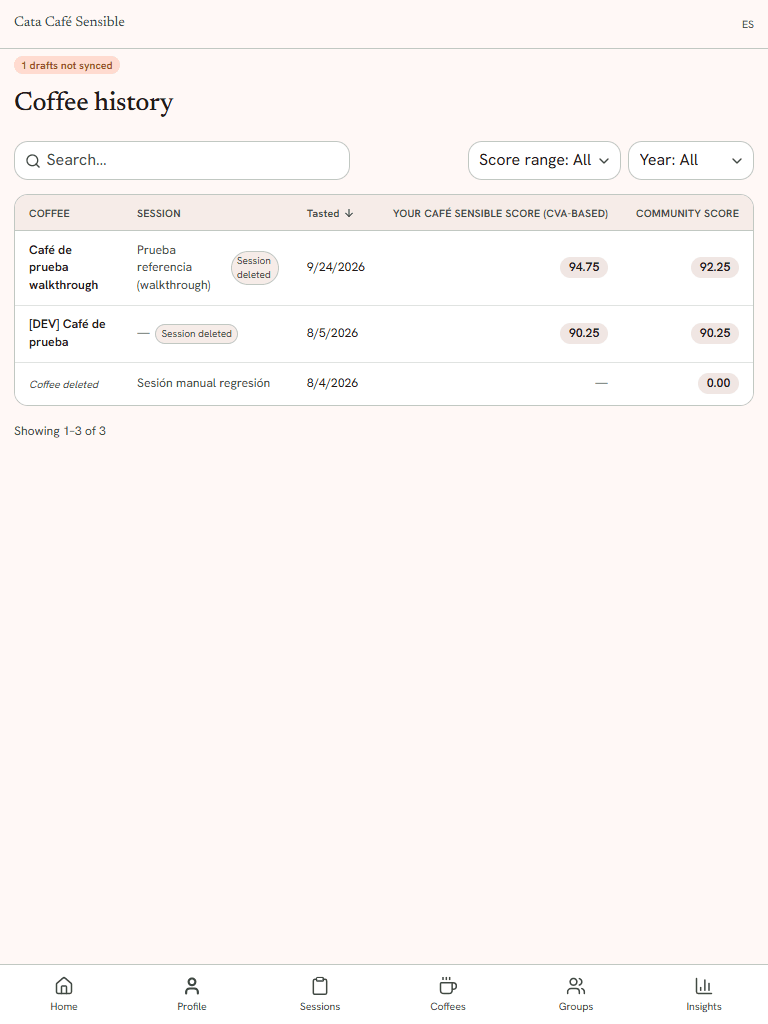 Cata Café Sensible
ES
1 drafts not synced
Coffee history
Search...
Score range: All
Year: All
COFFEE SESSION Tasted ↓ YOUR CAFÉ SENSIBLE SCORE (CVA-BASED) COMMUNITY SCORE
Café de
prueba
walkthrough
Prueba
referencia
(walkthrough)
Session
deleted
9/24/2026
94.75
92.25
[DEV] Café de
prueba
— Session deleted
8/5/2026
90.25
90.25
Coffee deleted
Sesión manual regresión
8/4/2026
—
0.00
Showing 1–3 of 3
Home
Profile
Sessions
Coffees
Groups
Insights